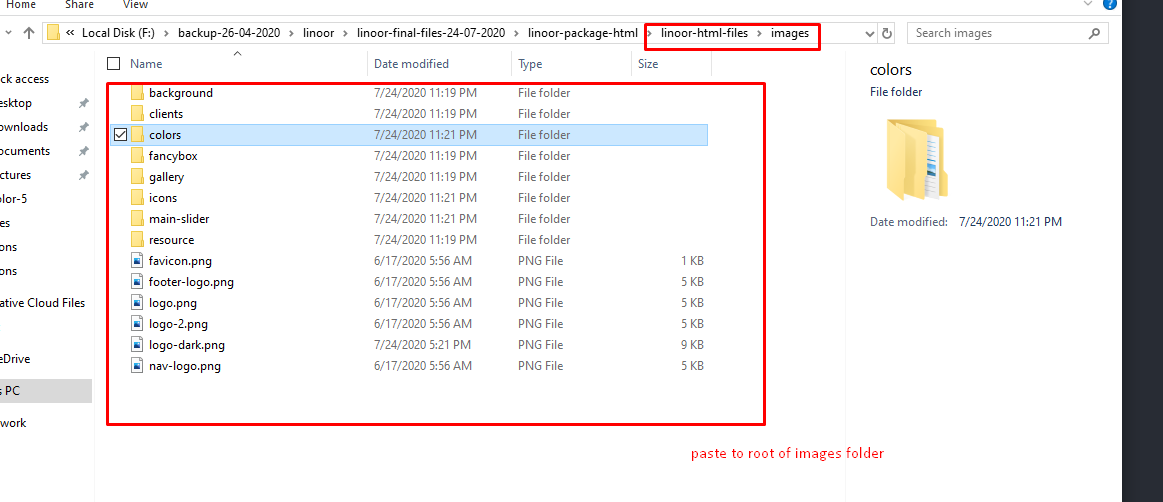 Home Share View
« Local Disk (F:) > backup-26-04-2020 > linoor > linoor-final-files-24-07-2020 > linoor-package-html > linoor-html-files > images
Search images
Name Date modified Type Size
ck access
esktop
ownloads
ocuments
ctures
olor-5
es
ons
ons
ative Cloud Files
eDrive
s PC
work
background 7/24/2020 11:19 PM File folder
clients 7/24/2020 11:19 PM File folder
colors 7/24/2020 11:21 PM File folder
fancybox 7/24/2020 11:19 PM File folder
gallery 7/24/2020 11:19 PM File folder
icons 7/24/2020 11:21 PM File folder
main-slider 7/24/2020 11:21 PM File folder
resource 7/24/2020 11:19 PM File folder
favicon.png 6/17/2020 5:56 AM PNG File 1 KB
footer-logo.png 6/17/2020 5:56 AM PNG File 5 KB
logo.png 6/17/2020 5:56 AM PNG File 5 KB
logo-2.png 6/17/2020 5:56 AM PNG File 5 KB
logo-dark.png 7/24/2020 5:21 PM PNG File 9 KB
nav-logo.png 6/17/2020 5:56 AM PNG File 5 KB
colors
File folder
Date modified: 7/24/2020 11:21 PM
paste to root of images folder